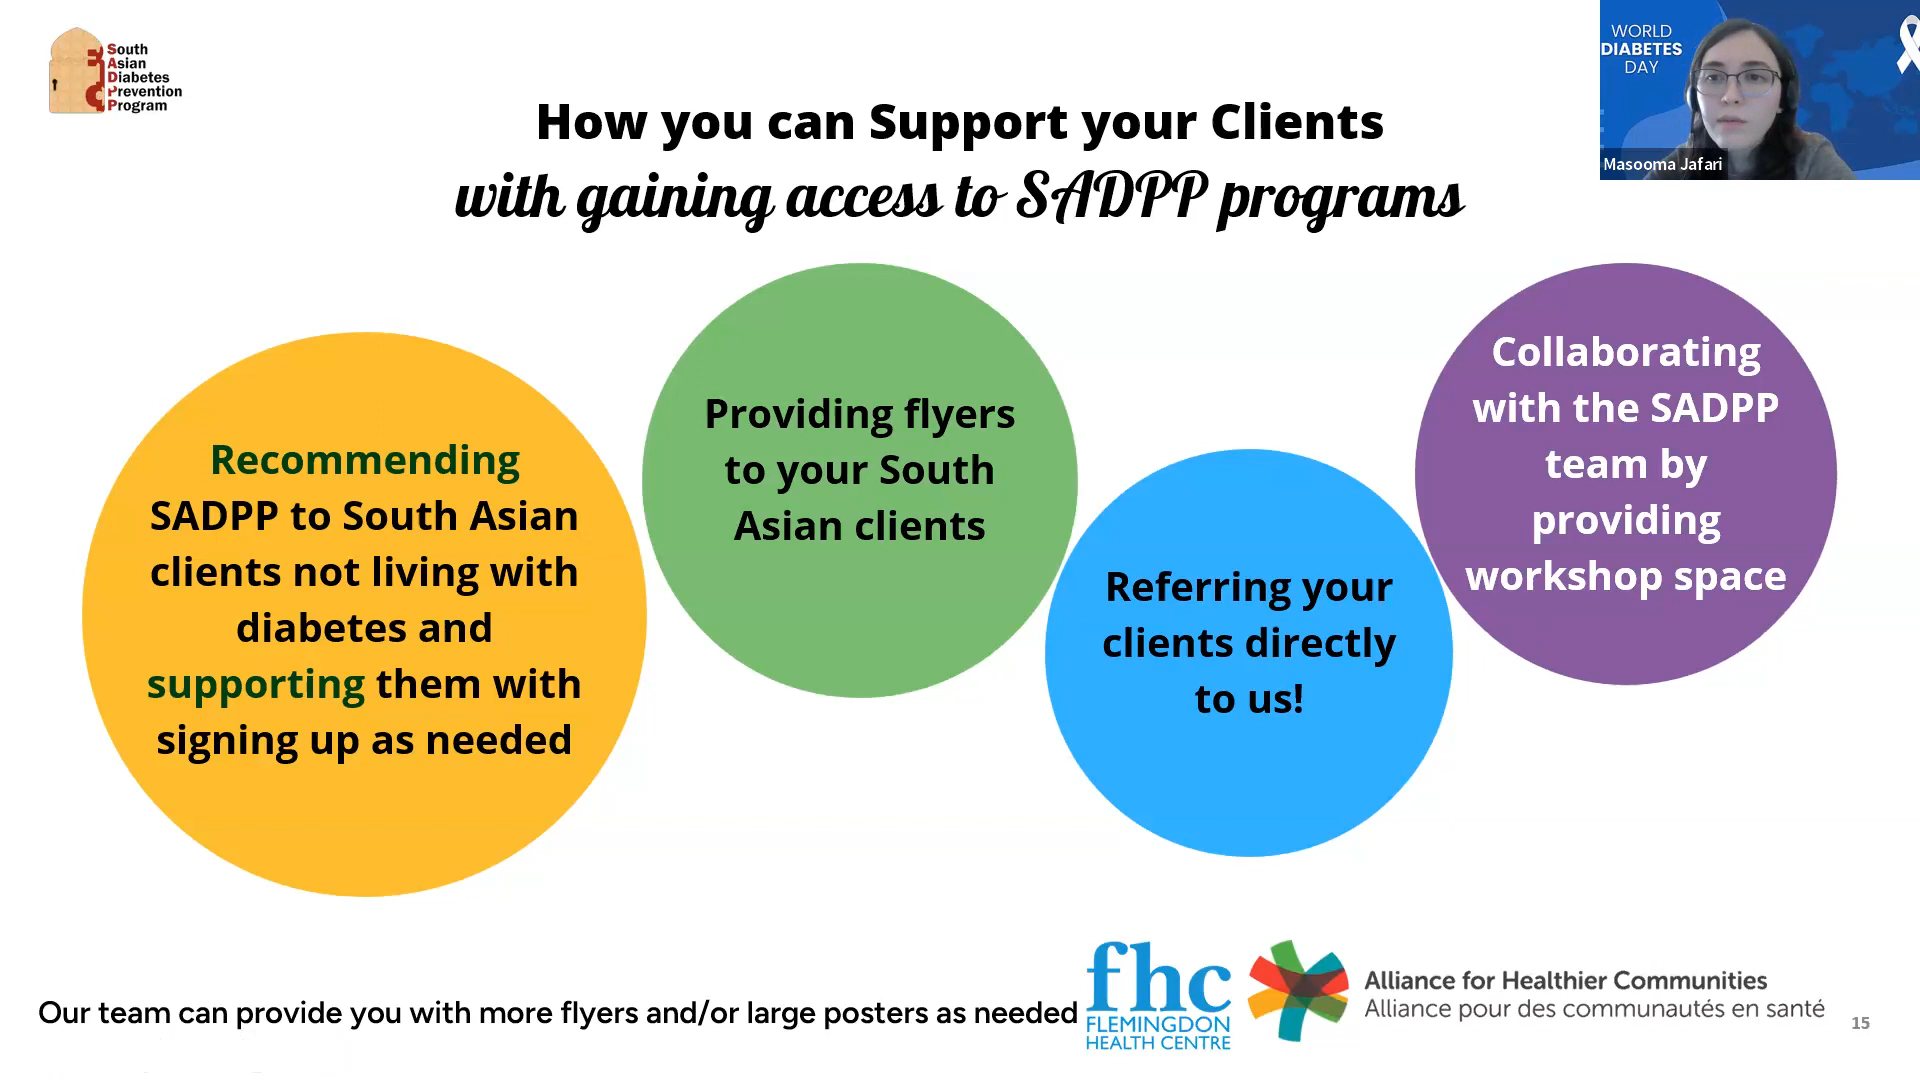 South
Asian
Diabetes
Prevention
Program
How you can Support your Clients
with gaining access to SADPP programs
WORLD
DIABETES
DAY
Masooma Jafari
Recommending
SADPP to South Asian
clients not living with
diabetes and
supporting them with
signing up as needed
Providing flyers
to your South
Asian clients
Referring your
clients directly
to us!
Collaborating
with the SADPP
team by
providing
workshop space
Our team can provide you with more flyers and/or large posters as needed
fhc
FLEMINGDON
HEALTH CENTRE
Alliance for Healthier Communities
Alliance pour des communautés en santé
15